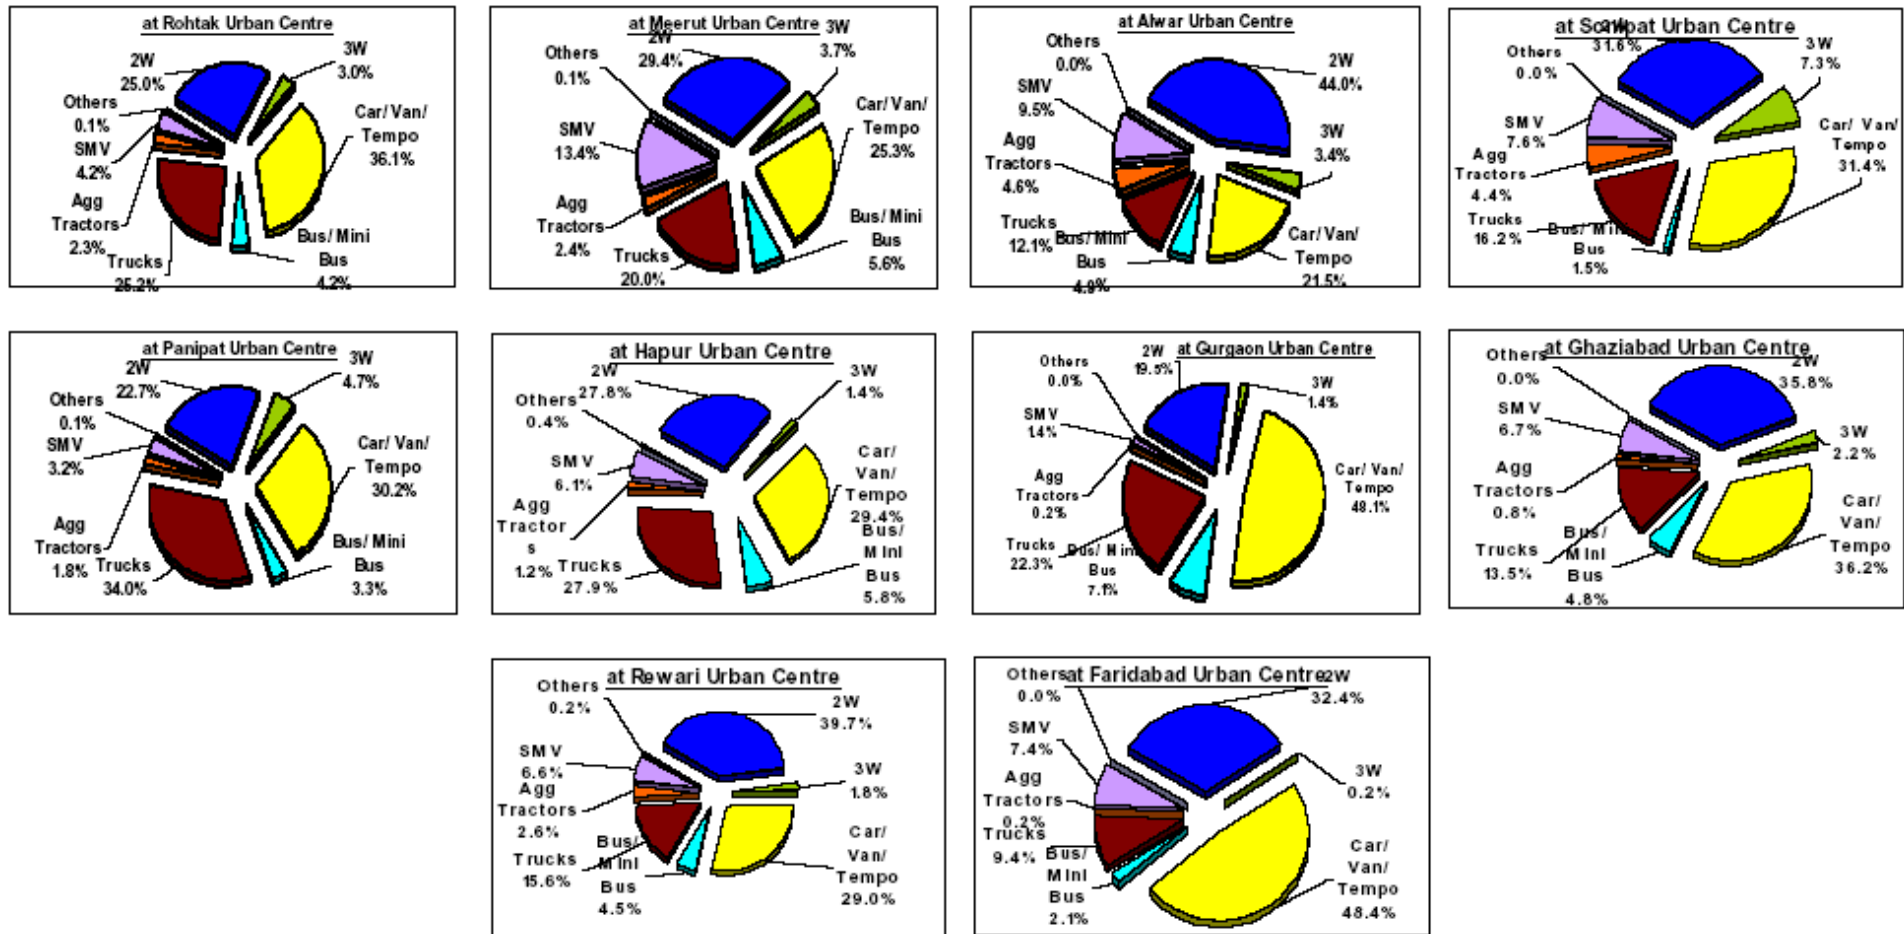 at Rohtak Urban Centre
2W
25.0%
3W
3.0%
Others
0.1%
Car/ Van/
Tempo
36.1%
SMV
4.2%
Agg
Tractors
2.3%
Trucks
25.2%
Bus/ Mini
Bus
4.2%
at Meerut Urban Centre
2W
29.4%
3W
3.7%
Others
0.1%
Car/ Van/
Tempo
25.3%
SMV
13.4%
Agg
Tractors
2.4%
Trucks
20.0%
Bus/ Mini
Bus
5.6%
at Alwar Urban Centre
Others
0.0%
2W
44.0%
SMV
9.5%
3W
3.4%
Agg
Tractors
4.6%
Trucks
12.1%
Bus/ Mini
Bus
4.9%
Car/ Van/
Tempo
21.5%
at Sonipat Urban Centre
2W
31.6%
3W
7.3%
Others
0.0%
SMV
7.6%
Car/ Van/
Tempo
31.4%
Agg
Tractors
4.4%
Trucks
16.2%
Bus/ Mini
Bus
1.5%
at Panipat Urban Centre
2W
22.7%
3W
4.7%
Others
0.1%
SMV
3.2%
Car/ Van/
Tempo
30.2%
Agg
Tractors
1.8%
Trucks
34.0%
Bus/ Mini
Bus
3.3%
at Hapur Urban Centre
2W
27.8%
3W
1.4%
Others
0.4%
SMV
6.1%
Car/
Van/
Tempo
29.4%
Agg
Tractor
s
1.2%
Trucks
27.9%
Bus/
Mini
Bus
5.8%
at Gurgaon Urban Centre
2W
19.5%
3W
1.4%
Others
0.0%
SMV
1.4%
Car/ Van/
Tempo
48.1%
Agg
Tractors
0.2%
Trucks
22.3%
Bus/ Mini
Bus
7.1%
at Ghaziabad Urban Centre
Others
0.0%
2W
35.8%
SMV
6.7%
3W
2.2%
Agg
Tractors
0.8%
Trucks
13.5%
Bus/
Mini
Bus
4.8%
Car/
Van/
Tempo
36.2%
at Rewari Urban Centre
Others
0.2%
2W
39.7%
SMV
6.6%
3W
1.8%
Agg
Tractors
2.6%
Trucks
15.6%
Bus/
Mini
Bus
4.5%
Car/
Van/
Tempo
29.0%
at Faridabad Urban Centre
Others
0.0%
2W
32.4%
SMV
7.4%
3W
0.2%
Agg
Tractors
0.2%
Trucks
9.4%
Bus/
Mini
Bus
2.1%
Car/
Van/
Tempo
48.4%